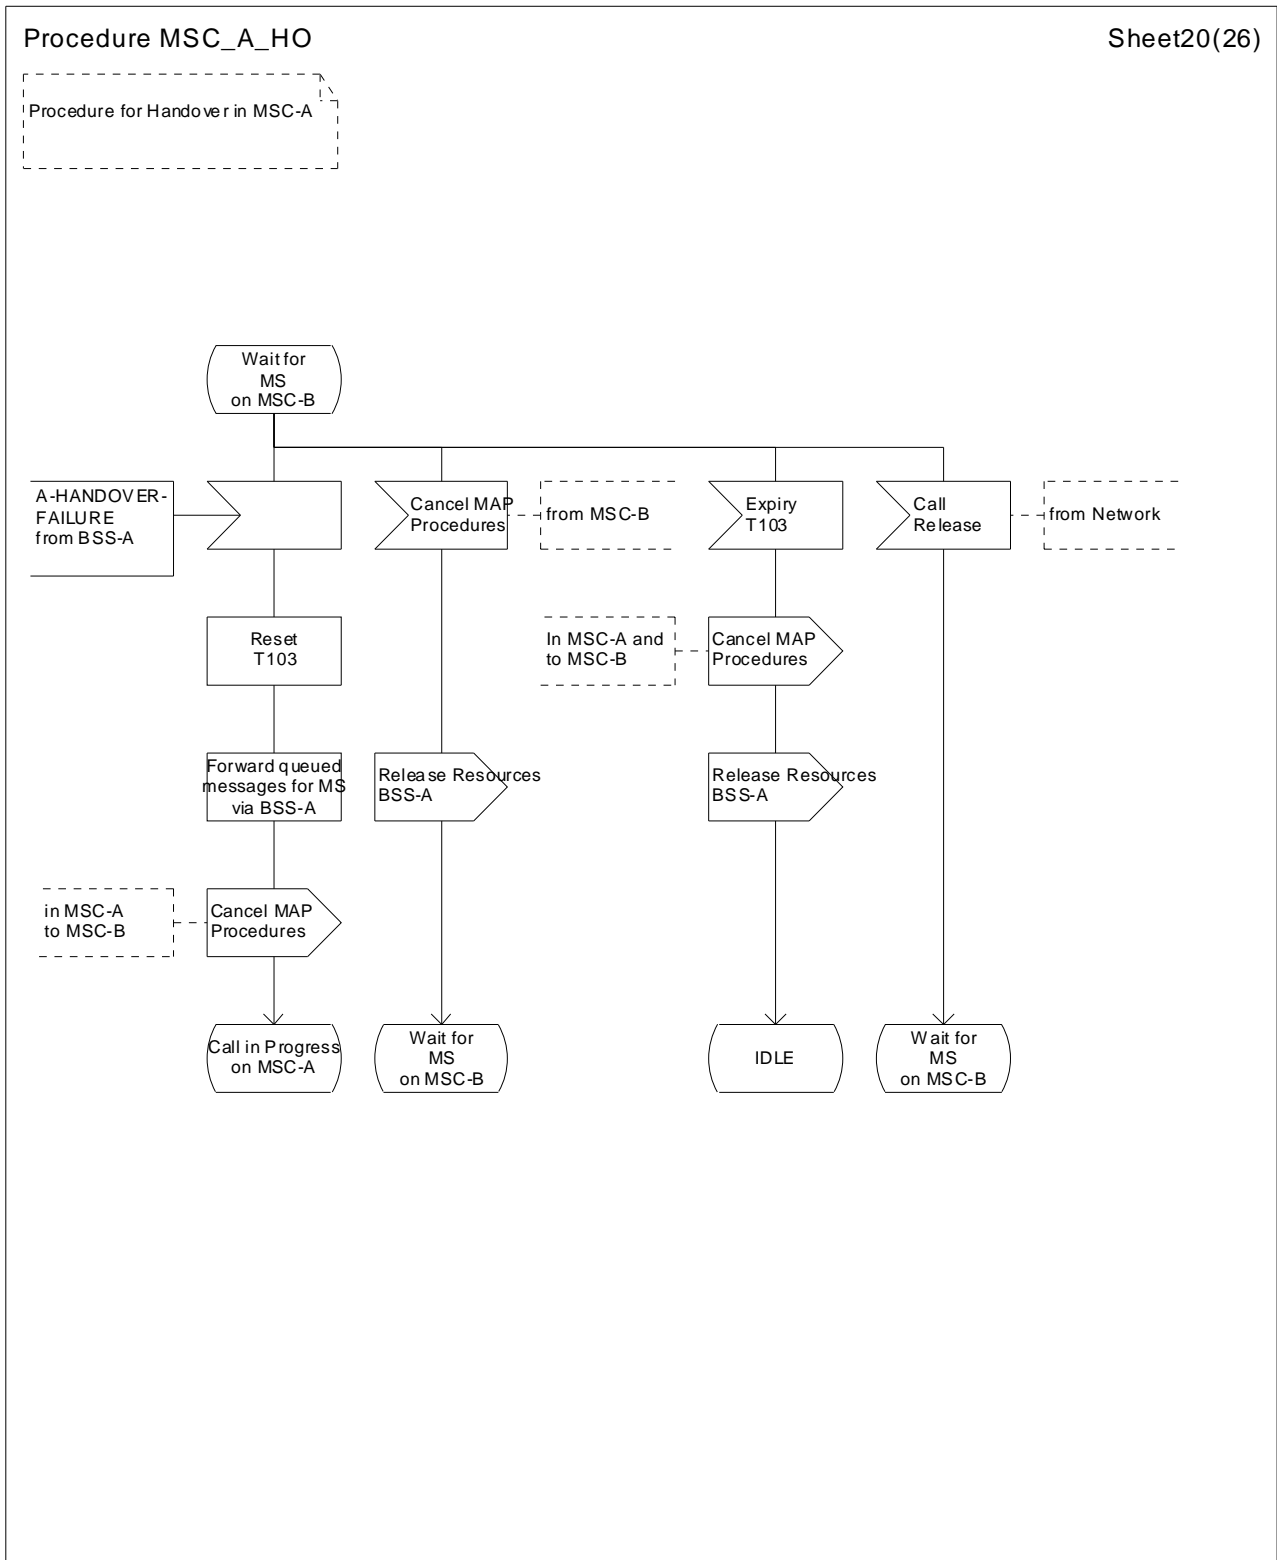 Procedure MSC_A_HO
Sheet20(26)
Procedure for Handover in MSC-A
Wait for
MS
on MSC-B
A-HANDOVER-
FAILURE
from BSS-A
Cancel MAP
Procedures
from MSC-B
Expiry
T103
Call
Release
from Network
Reset
T103
In MSC-A and
to MSC-B
Cancel MAP
Procedures
Forward queued
messages for MS
via BSS-A
Release Resources
BSS-A
Release Resources
BSS-A
in MSC-A
to MSC-B
Cancel MAP
Procedures
Call in Progress
on MSC-A
Wait for
MS
on MSC-B
IDLE
Wait for
MS
on MSC-B